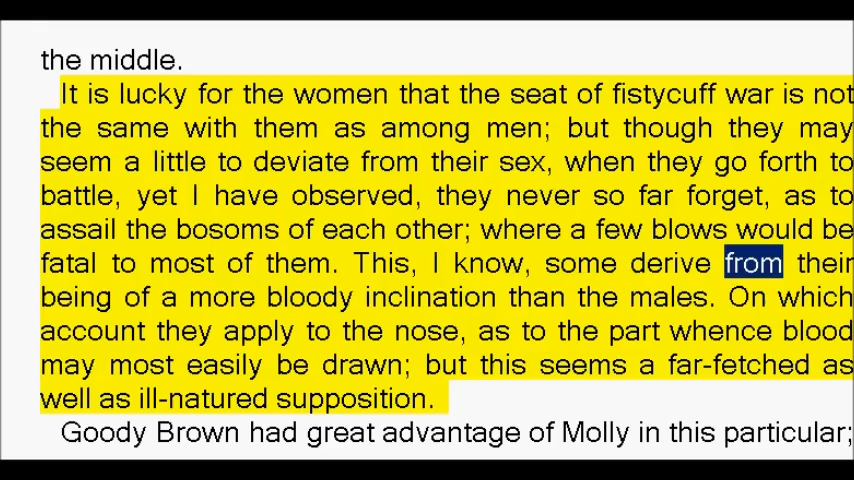 the middle.
It is lucky for the women that the seat of fistycuff war is not
the same with them as among men; but though they may
seem a little to deviate from their sex, when they go forth to
battle, yet I have observed, they never so far forget, as to
assail the bosoms of each other; where a few blows would be
fatal to most of them. This, I know, some derive from their
being of a more bloody inclination than the males. On which
account they apply to the nose, as to the part whence blood
may most easily be drawn; but this seems a far-fetched as
well as ill-natured supposition.
Goody Brown had great advantage of Molly in this particular;